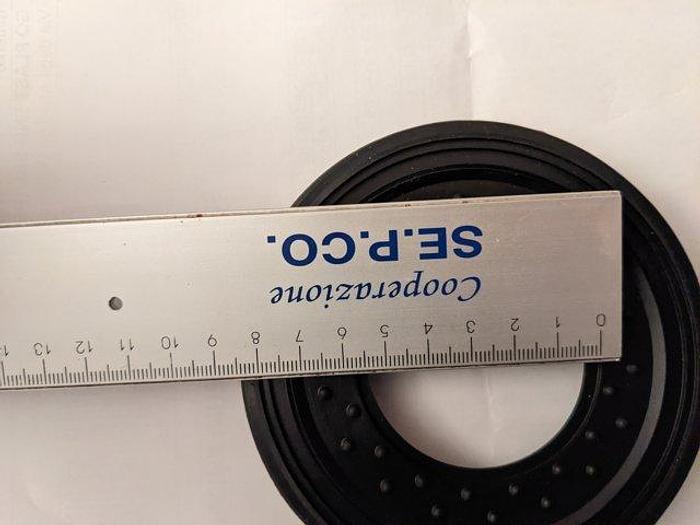 Cooperazione
SE.P.CO.
0 1 2 3 4 5 6 7 8 9 10 11 12 13